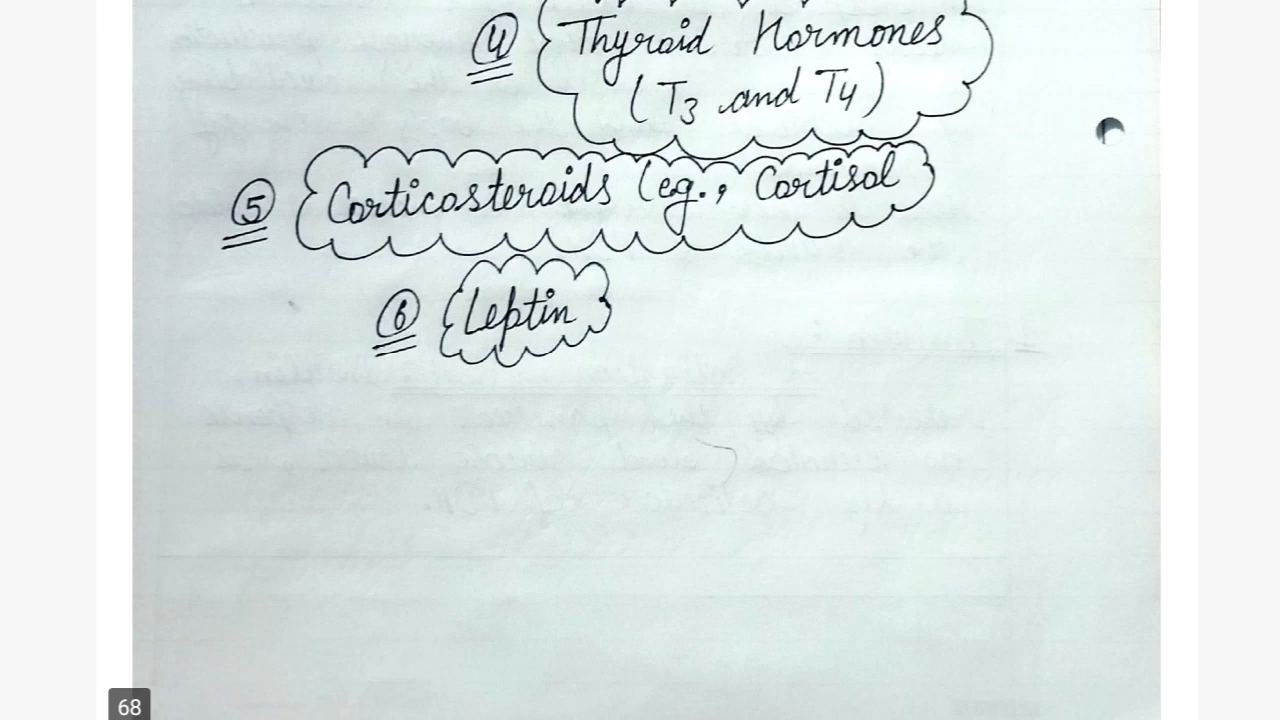 4 Thyroid Hormones
(T3 and T4)
5 Corticosteroids (eg., Cortisol
6 Leptin
68